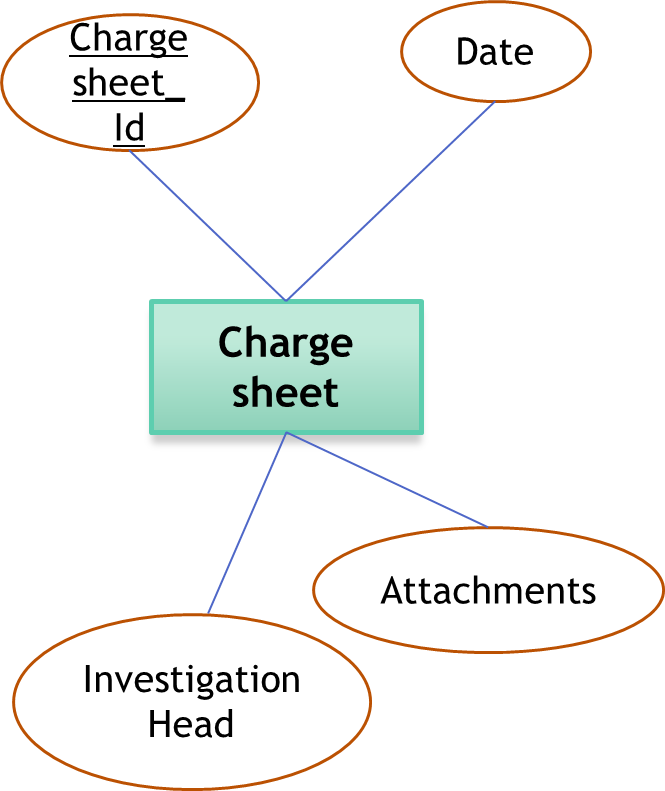 Charge
sheet_
Id
Date
Charge
sheet
Attachments
Investigation
Head